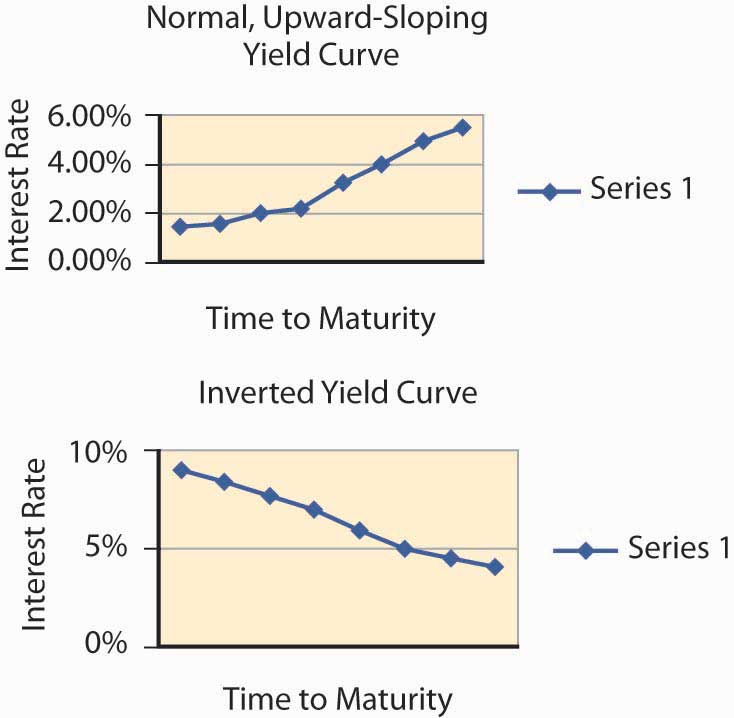 Normal, Upward-Sloping
Yield Curve
Interest Rate
6.00%
4.00%
2.00%
0.00%
Series 1
Time to Maturity
Inverted Yield Curve
Interest Rate
10%
5%
0%
Series 1
Time to Maturity